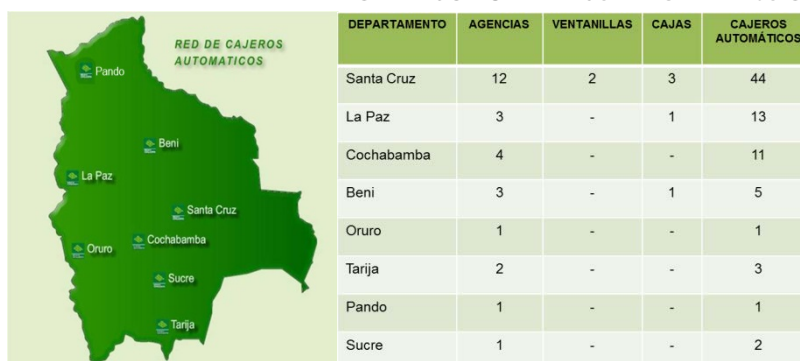 RED DE CAJEROS
AUTOMATICOS
Pando
Beni
La Paz
Santa Cruz
Cochabamba
Oruro
Sucre
Tarija
DEPARTAMENTO AGENCIAS VENTANILLAS CAJAS CAJEROS AUTOMÁTICOS
Santa Cruz 12 2 3 44
La Paz 3 - 1 13
Cochabamba 4 - - 11
Beni 3 - 1 5
Oruro 1 - - 1
Tarija 2 - - 3
Pando 1 - - 1
Sucre 1 - - 2